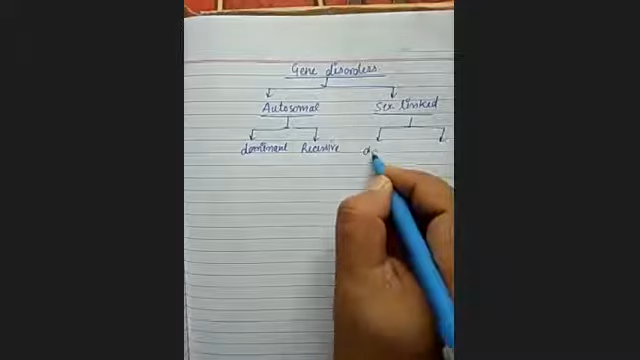 Gene disorders
Autosomal Sex linked
dominant Recessive d